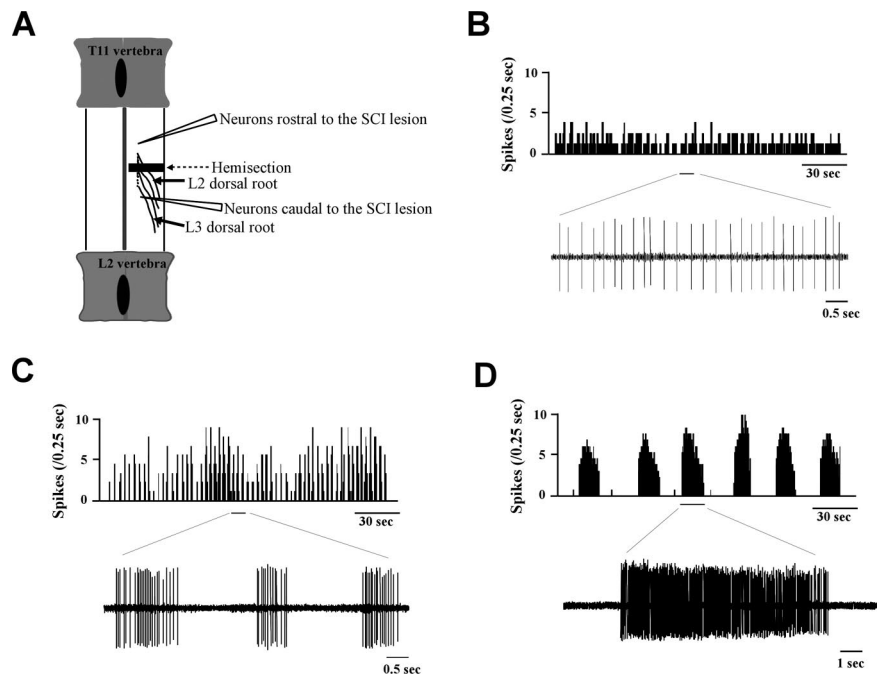 A
T11 vertebra
Neurons rostral to the SCI lesion
Hemisection
L2 dorsal root
Neurons caudal to the SCI lesion
L3 dorsal root
L2 vertebra
B
Spikes (/0.25 sec)
10
5
0
30 sec
0.5 sec
C
Spikes (/0.25 sec)
10
5
0
30 sec
0.5 sec
D
Spikes (/0.25 sec)
10
5
0
30 sec
1 sec